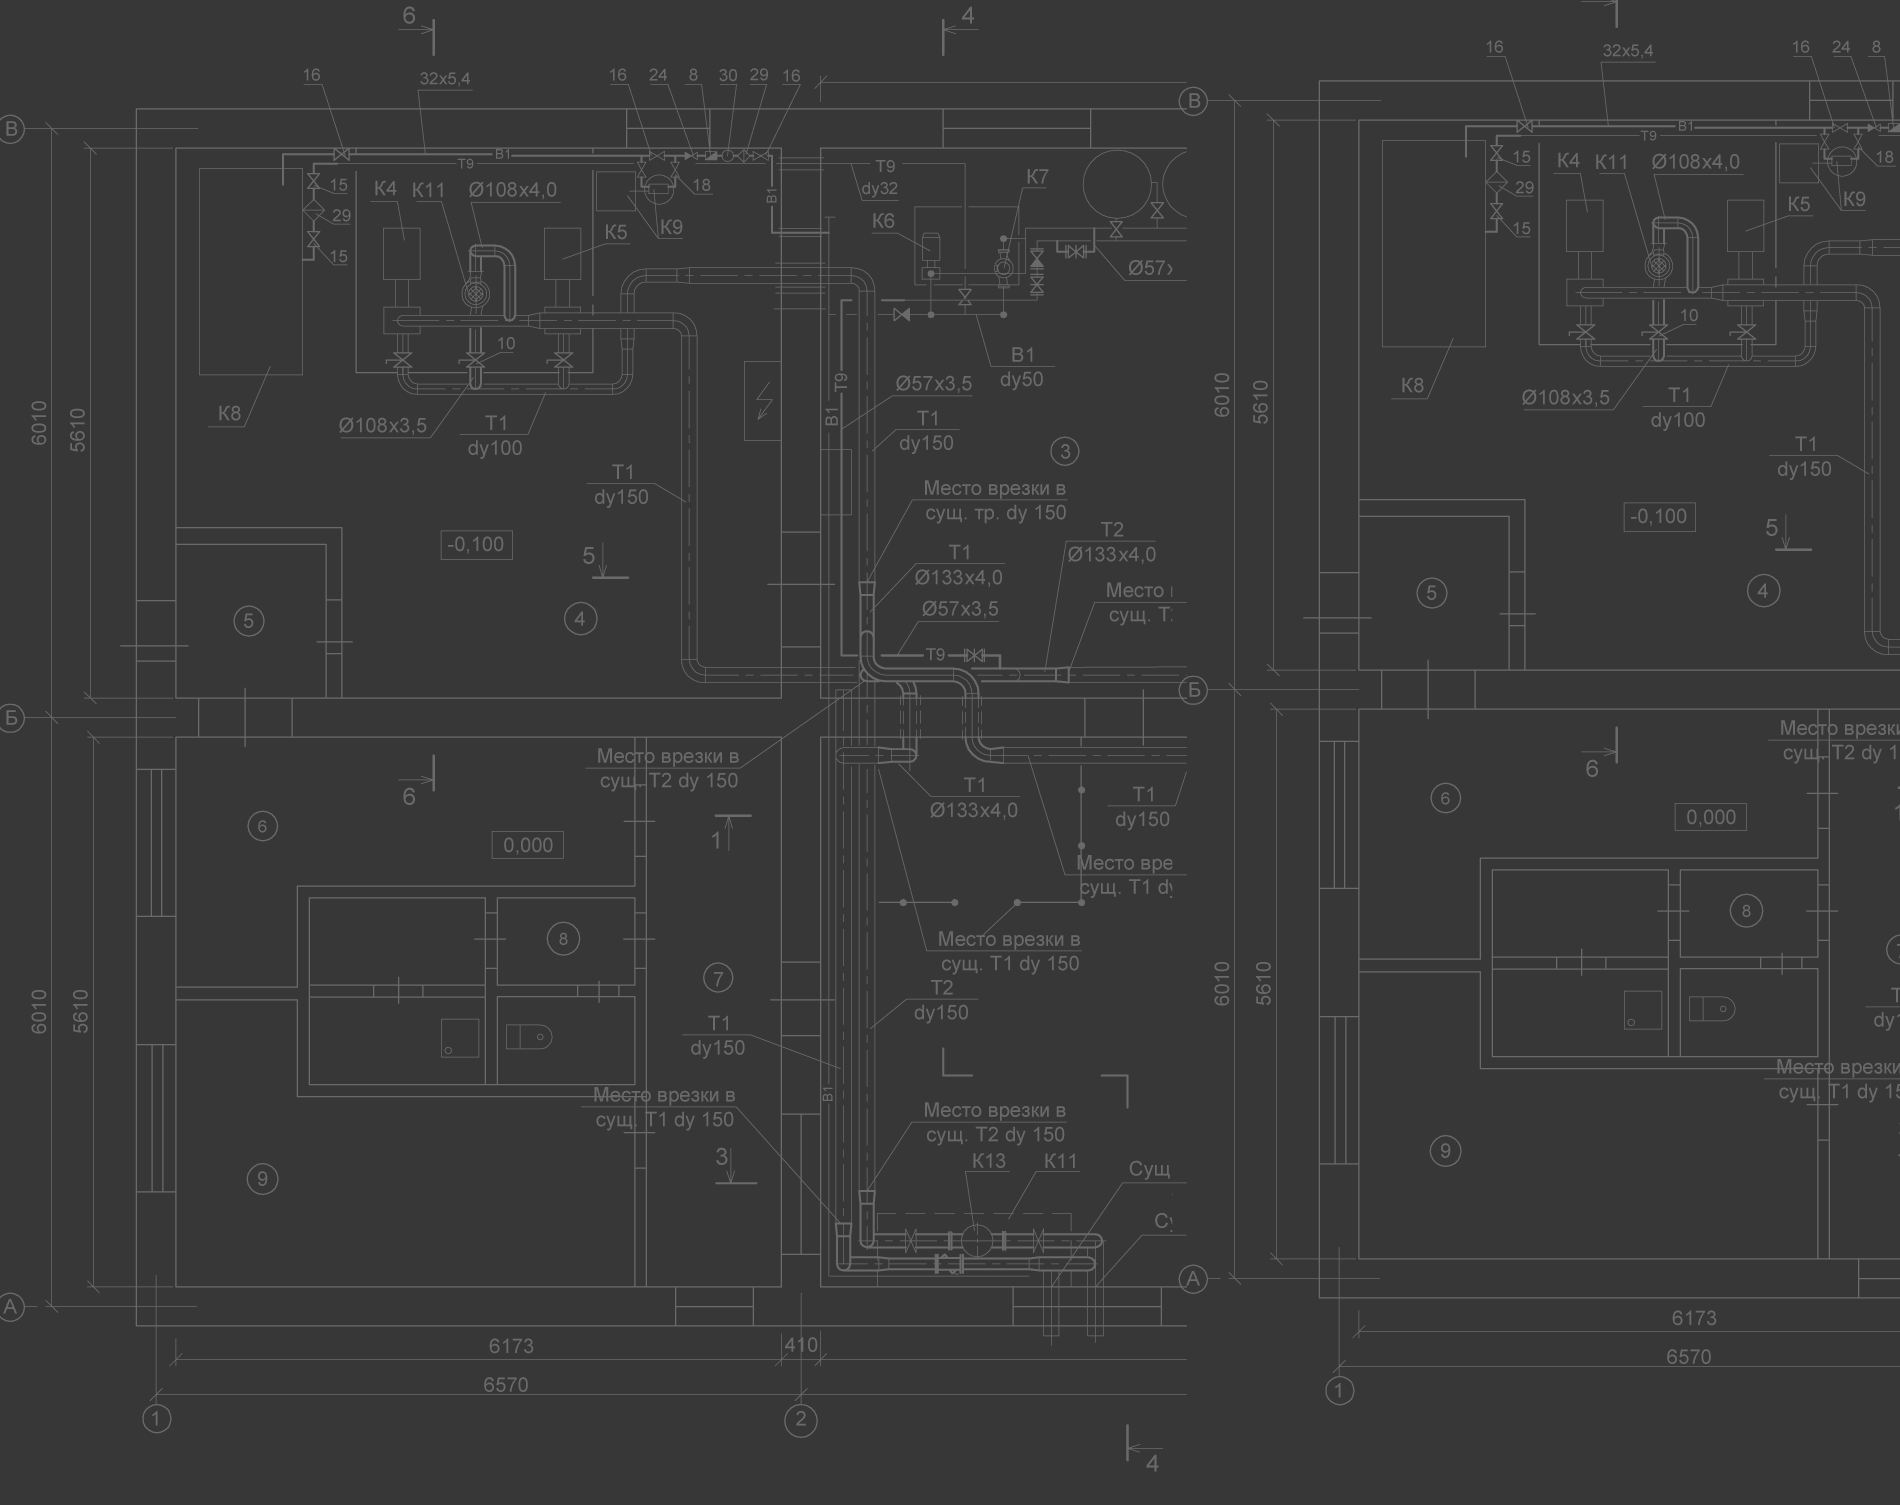 6
4
16
32x5,4
16
24
8
30
29
16
В
В1
Т9
15
29
15
К4
К11
Ø108x4,0
18
К9
К5
В1
Т9
dy32
К6
К7
Ø57x
10
К8
Ø108x3,5
Т1
dy100
Т9
В1
В1
dy50
Ø57x3,5
Т1
dy150
3
6010
5610
Т1
dy150
Место врезки в
сущ. тр. dy 150
-0,100
5
Т1
Ø133x4,0
Т2
Ø133x4,0
Ø57x3,5
Место
сущ. Т
5
4
Т9
Б
Место врезки в
сущ. Т2 dy 150
6
Т1
Ø133x4,0
Т1
dy150
6
0,000
1
Место вре
сущ. Т1 dy
8
Место врезки в
сущ. Т1 dy 150
7
6010
5610
Т2
dy150
Т1
dy150
В1
Место врезки в
сущ. Т1 dy 150
Место врезки в
сущ. Т2 dy 150
3
К13
К11
Сущ
Су
9
А
6173
410
6570
1
2
4
16
32x5,4
16
24
8
В
В1
Т9
15
29
15
К4
К11
Ø108x4,0
18
К9
К5
10
К8
Ø108x3,5
Т1
dy100
6010
5610
Т1
dy150
-0,100
5
5
4
Б
Место врезки
сущ. Т2 dy 1
6
6
0,000
8
6010
5610
dy1
Место врезки
сущ. Т1 dy 15
9
А
6173
6570
1